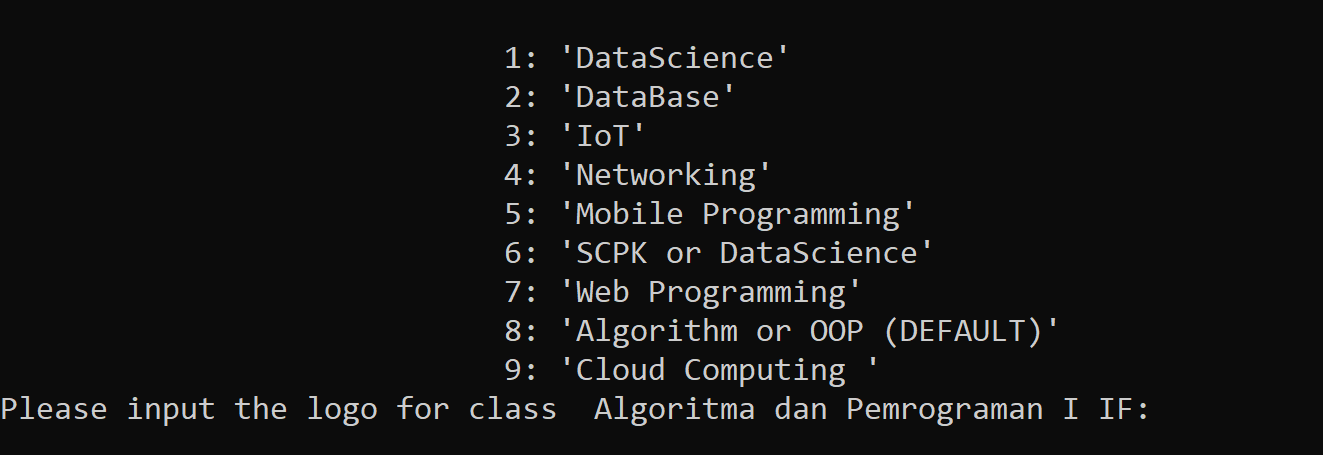 1: 'DataScience'
2: 'DataBase'
3: 'IoT'
4: 'Networking'
5: 'Mobile Programming'
6: 'SCPK or DataScience'
7: 'Web Programming'
8: 'Algorithm or OOP (DEFAULT)'
9: 'Cloud Computing '
Please input the logo for class  Algoritma dan Pemrograman I IF: